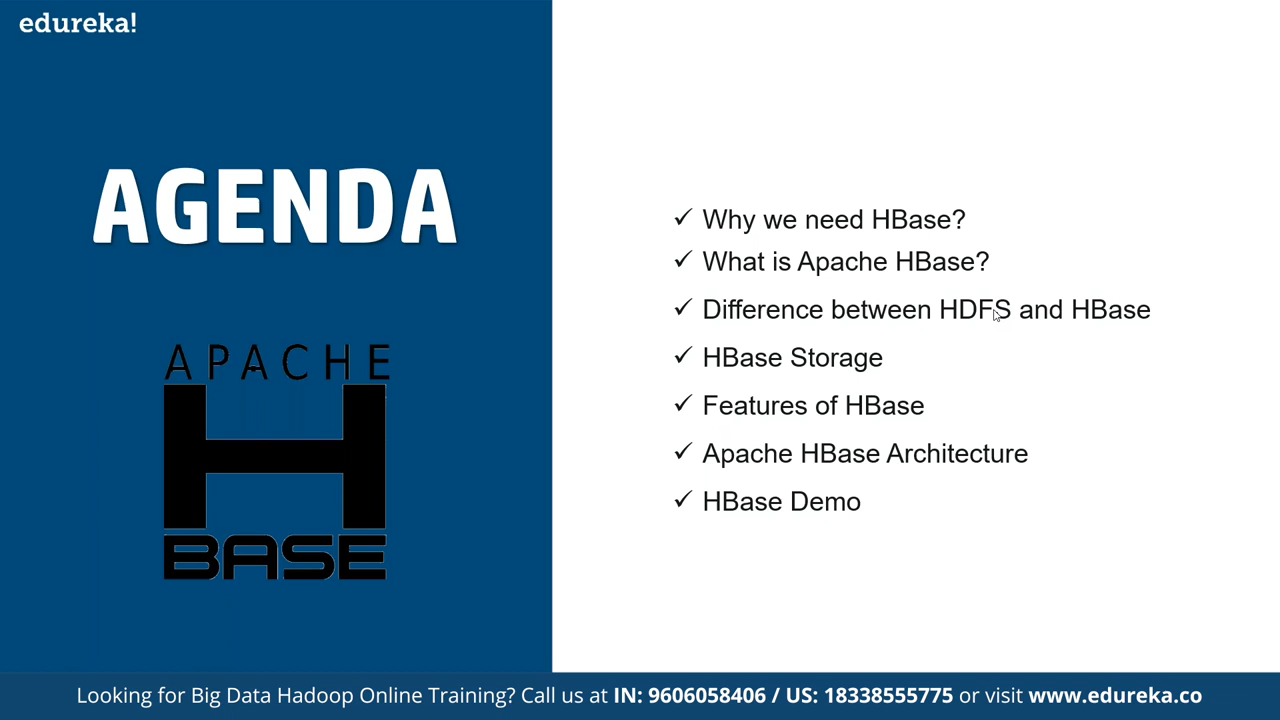 edureka!
AGENDA
APACHE
H
BASE
✓ Why we need HBase?
✓ What is Apache HBase?
✓ Difference between HDFS and HBase
✓ HBase Storage
✓ Features of HBase
✓ Apache HBase Architecture
✓ HBase Demo
Looking for Big Data Hadoop Online Training? Call us at IN: 9606058406 / US: 18338555775 or visit www.edureka.co